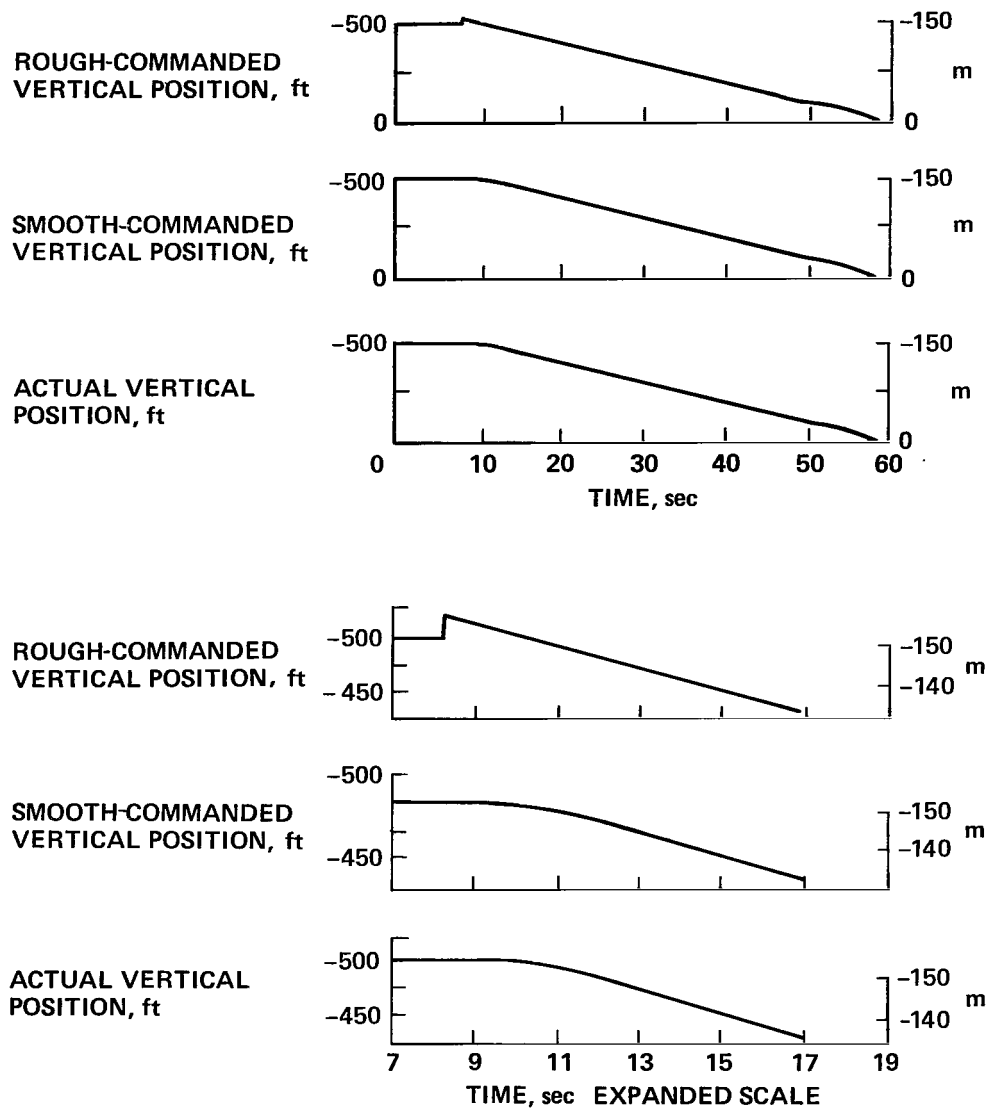 -500
-150
ROUGH-COMMANDED
VERTICAL POSITION, ft
m
0
0
-500
-150
SMOOTH-COMMANDED
VERTICAL POSITION, ft
m
0
0
-500
-150
ACTUAL VERTICAL
POSITION, ft
m
0
0 10 20 30 40 50 60
TIME, sec
ROUGH-COMMANDED
VERTICAL POSITION, ft
-500
-450
-150
-140
m
SMOOTH-COMMANDED
VERTICAL POSITION, ft
-500
-450
-150
-140
m
ACTUAL VERTICAL
POSITION, ft
-500
-450
-150
-140
m
7 9 11 13 15 17 19
TIME, sec EXPANDED SCALE